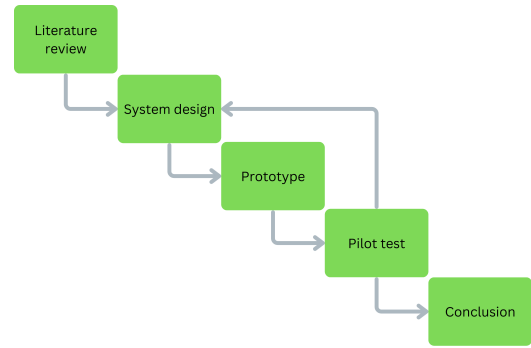 Literature
review
System design
Prototype
Pilot test
Conclusion